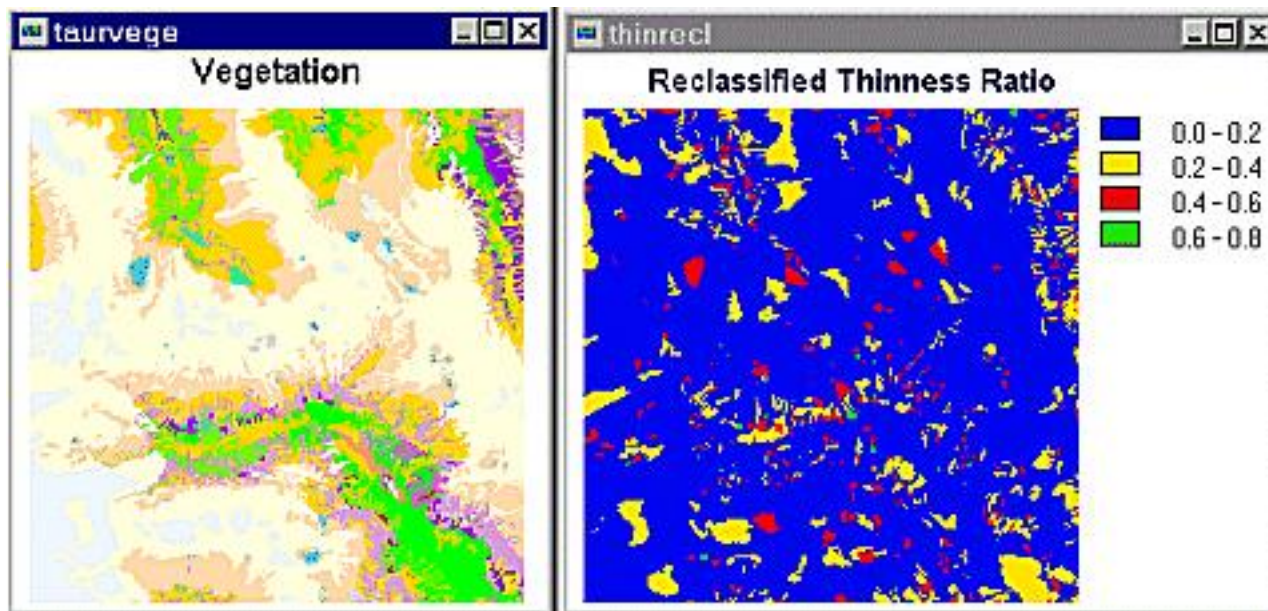 taurvege
thinrecl
Vegetation
Reclassified Thinness Ratio
0.0 - 0.2
0.2 - 0.4
0.4 - 0.6
0.6 - 0.8